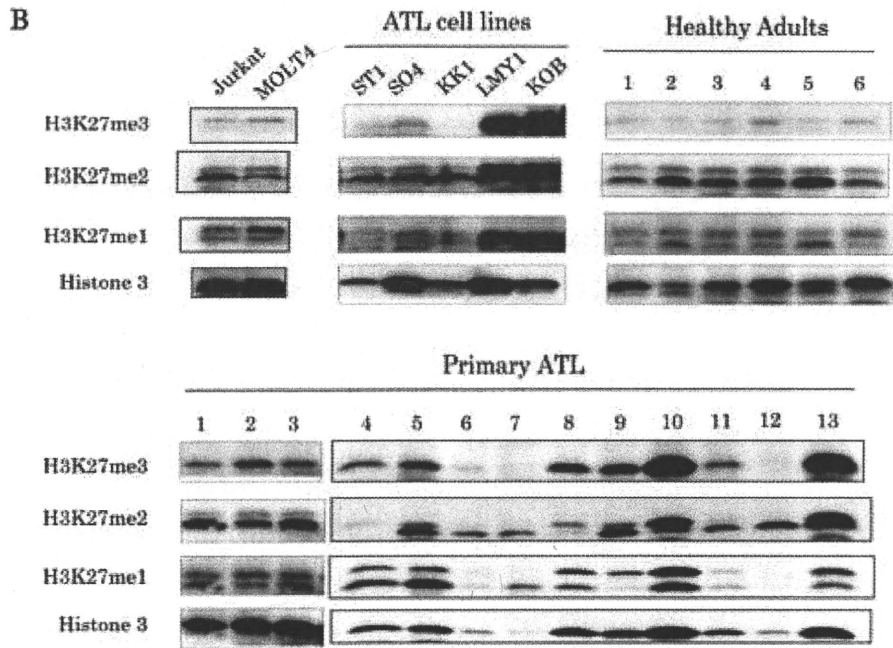 B
ATL cell lines
Healthy Adults
Jurkat MOLT4 ST1 SO4 KK1 LMY1 KOB 1 2 3 4 5 6
H3K27me3
H3K27me2
H3K27me1
Histone 3
Primary ATL
1 2 3 4 5 6 7 8 9 10 11 12 13
H3K27me3
H3K27me2
H3K27me1
Histone 3